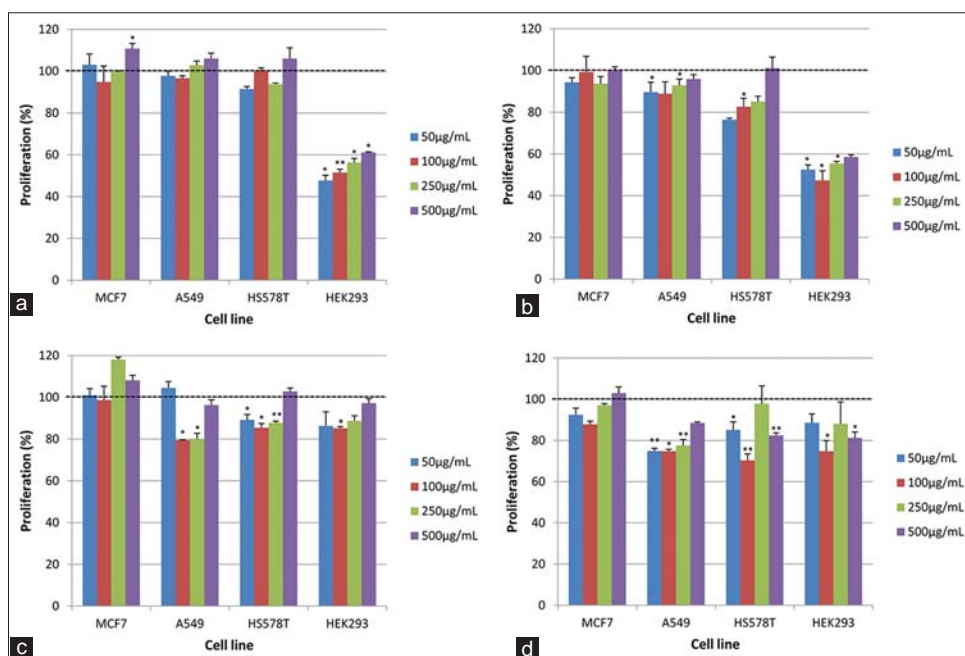 120
100
80
60
40
20
0
Proliferation (%)
* * ** * *
MCF7 A549 HS578T HEK293
Cell line
50µg/mL
100µg/mL
250µg/mL
500µg/mL
a
120
100
80
60
40
20
0
Proliferation (%)
* * * * * *
MCF7 A549 HS578T HEK293
Cell line
50µg/mL
100µg/mL
250µg/mL
500µg/mL
b
120
100
80
60
40
20
0
Proliferation (%)
* * * * ** *
MCF7 A549 HS578T HEK293
Cell line
50µg/mL
100µg/mL
250µg/mL
500µg/mL
c
120
100
80
60
40
20
0
Proliferation (%)
** * ** * ** ** * *
MCF7 A549 HS578T HEK293
Cell line
50µg/mL
100µg/mL
250µg/mL
500µg/mL
d